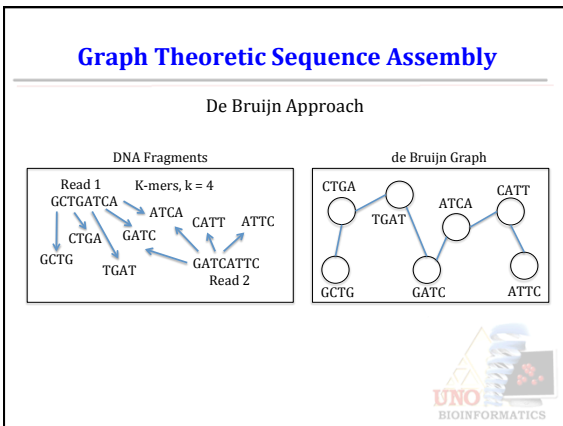 Graph Theoretic Sequence Assembly
De Bruijn Approach
DNA Fragments
Read 1
K-mers, k = 4
GCTGATCA
ATCA
CATT
ATTC
CTGA
GATC
GCTG
TGAT
GATCATTC
Read 2
de Bruijn Graph
CTGA
CATT
ATCA
TGAT
GCTG
GATC
ATTC
UNO
BIOINFORMATICS